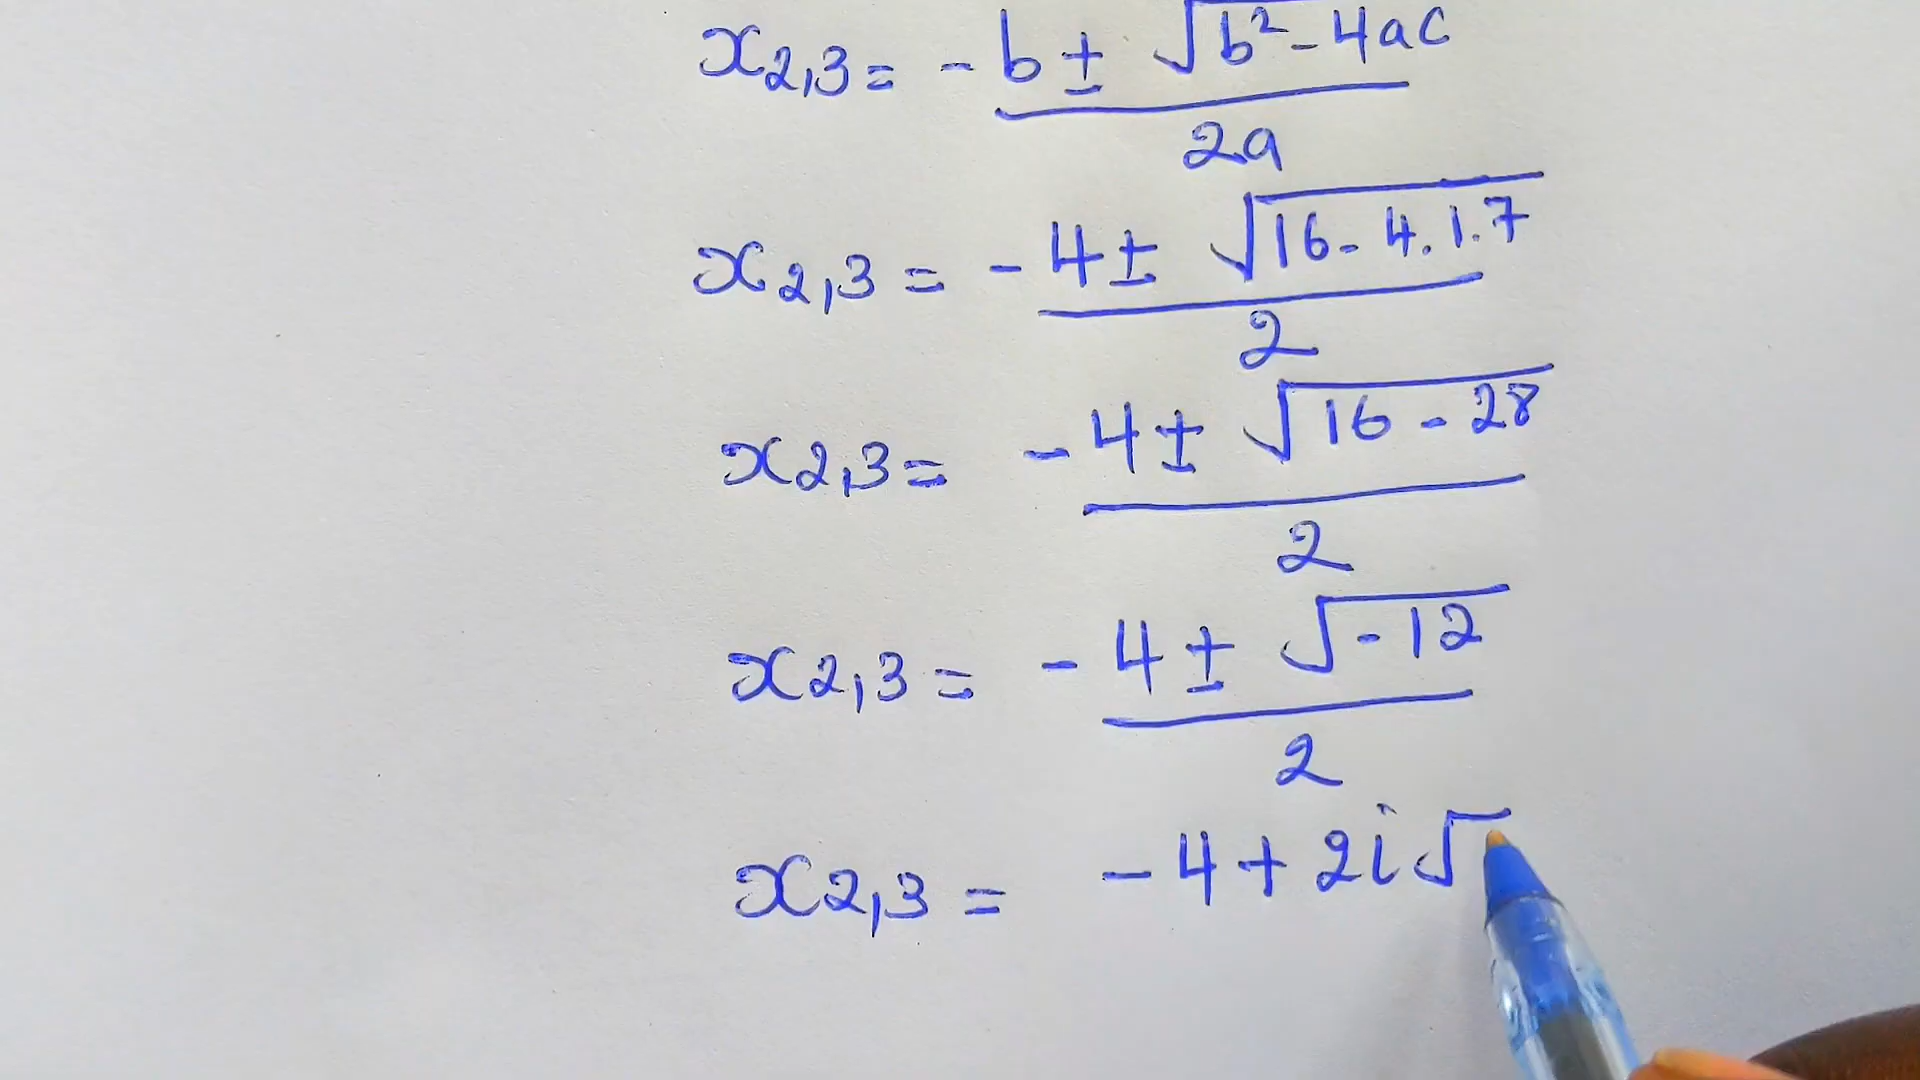 x2,3 = -b ± √b² - 4ac
2a
x2,3 = -4 ± √16 - 4.1.7
2
x2,3 = -4 ± √16 - 28
2
x2,3 = -4 ± √-12
2
x2,3 = -4 + 2i√